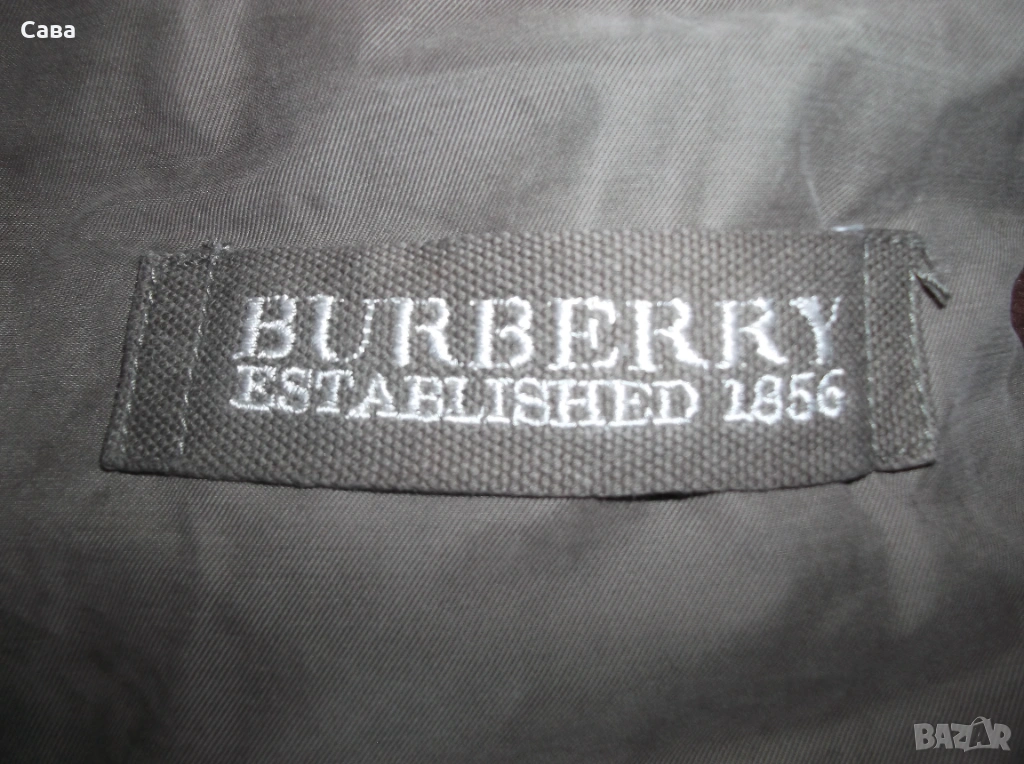 Сава
BURBERRY
ESTABLISHED 1856
BAZAR